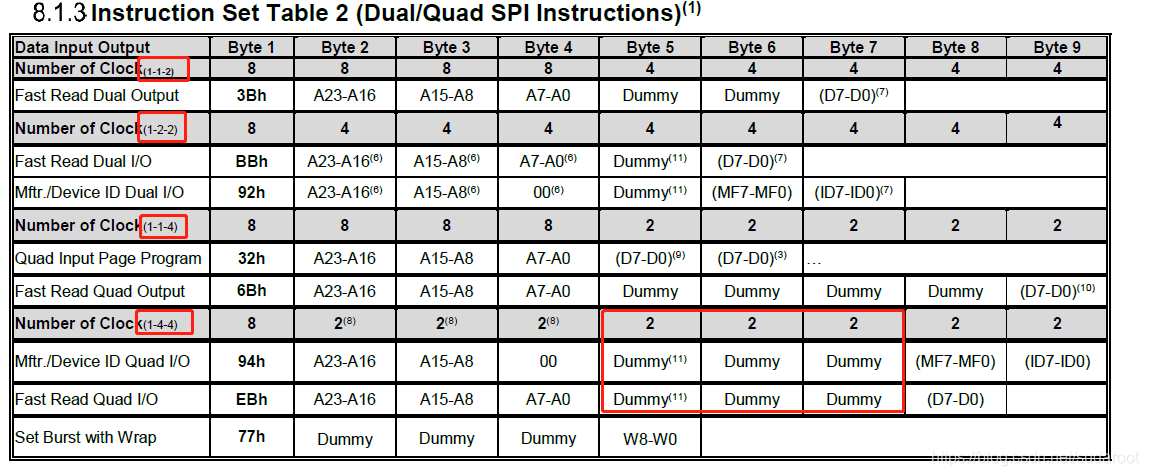 8.1.3 Instruction Set Table 2 (Dual/Quad SPI Instructions)(1)
Data Input Output Byte 1 Byte 2 Byte 3 Byte 4 Byte 5 Byte 6 Byte 7 Byte 8 Byte 9
Number of Clock(1-1-2) 8 8 8 8 4 4 4 4 4
Fast Read Dual Output 3Bh A23-A16 A15-A8 A7-A0 Dummy Dummy (D7-D0)(7)
Number of Clock(1-2-2) 8 4 4 4 4 4 4 4 4
Fast Read Dual I/O BBh A23-A16(6) A15-A8(6) A7-A0(6) Dummy(11) (D7-D0)(7)
Mftr./Device ID Dual I/O 92h A23-A16(6) A15-A8(6) 00(6) Dummy(11) (MF7-MF0) (ID7-ID0)(7)
Number of Clock(1-1-4) 8 8 8 8 2 2 2 2 2
Quad Input Page Program 32h A23-A16 A15-A8 A7-A0 (D7-D0)(9) (D7-D0)(3) ...
Fast Read Quad Output 6Bh A23-A16 A15-A8 A7-A0 Dummy Dummy Dummy Dummy (D7-D0)(10)
Number of Clock(1-4-4) 8 2(8) 2(8) 2(8) 2 2 2 2 2
Mftr./Device ID Quad I/O 94h A23-A16 A15-A8 00 Dummy(11) Dummy Dummy (MF7-MF0) (ID7-ID0)
Fast Read Quad I/O EBh A23-A16 A15-A8 A7-A0 Dummy(11) Dummy Dummy (D7-D0)
Set Burst with Wrap 77h Dummy Dummy Dummy W8-W0
https://blog.csdn.net/sudaroot